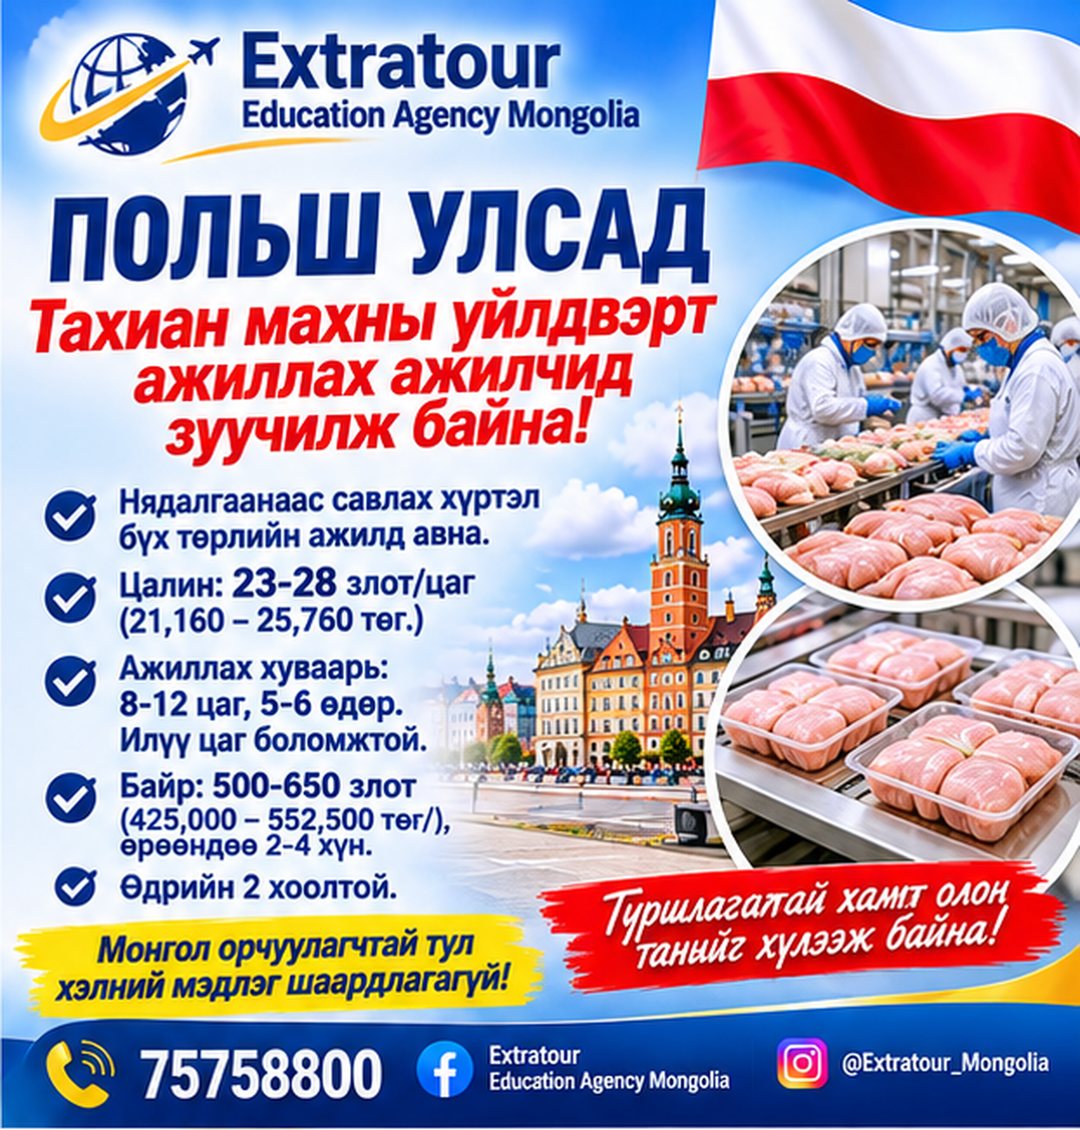 Extratour
Education Agency Mongolia
ПОЛЬШ УЛСАД
Тахиан махны уйлдвэрт
ажиллах ажилчид
зуучилж байна!
Нядалгаанаас савлах хүртэл
бүх төрлийн ажилд авна.
Цалин: 23-28 злот/цаг
(21,160 – 25,760 төг.)
Ажиллах хуваарь:
8-12 цаг, 5-6 өдөр.
Илүү цаг боломжтой.
Байр: 500-650 злот
(425,000 – 552,500 төг/),
өрөөндөө 2-4 хүн.
Өдрийн 2 хоолтой.
Монгол орчуулагчтай тул
хэлний мэдлэг шаардлагагүй!
Туршлагатай хамт олон
таныйг хүлээж байна!
75758800
Extratour
Education Agency Mongolia
@Extratour_Mongolia